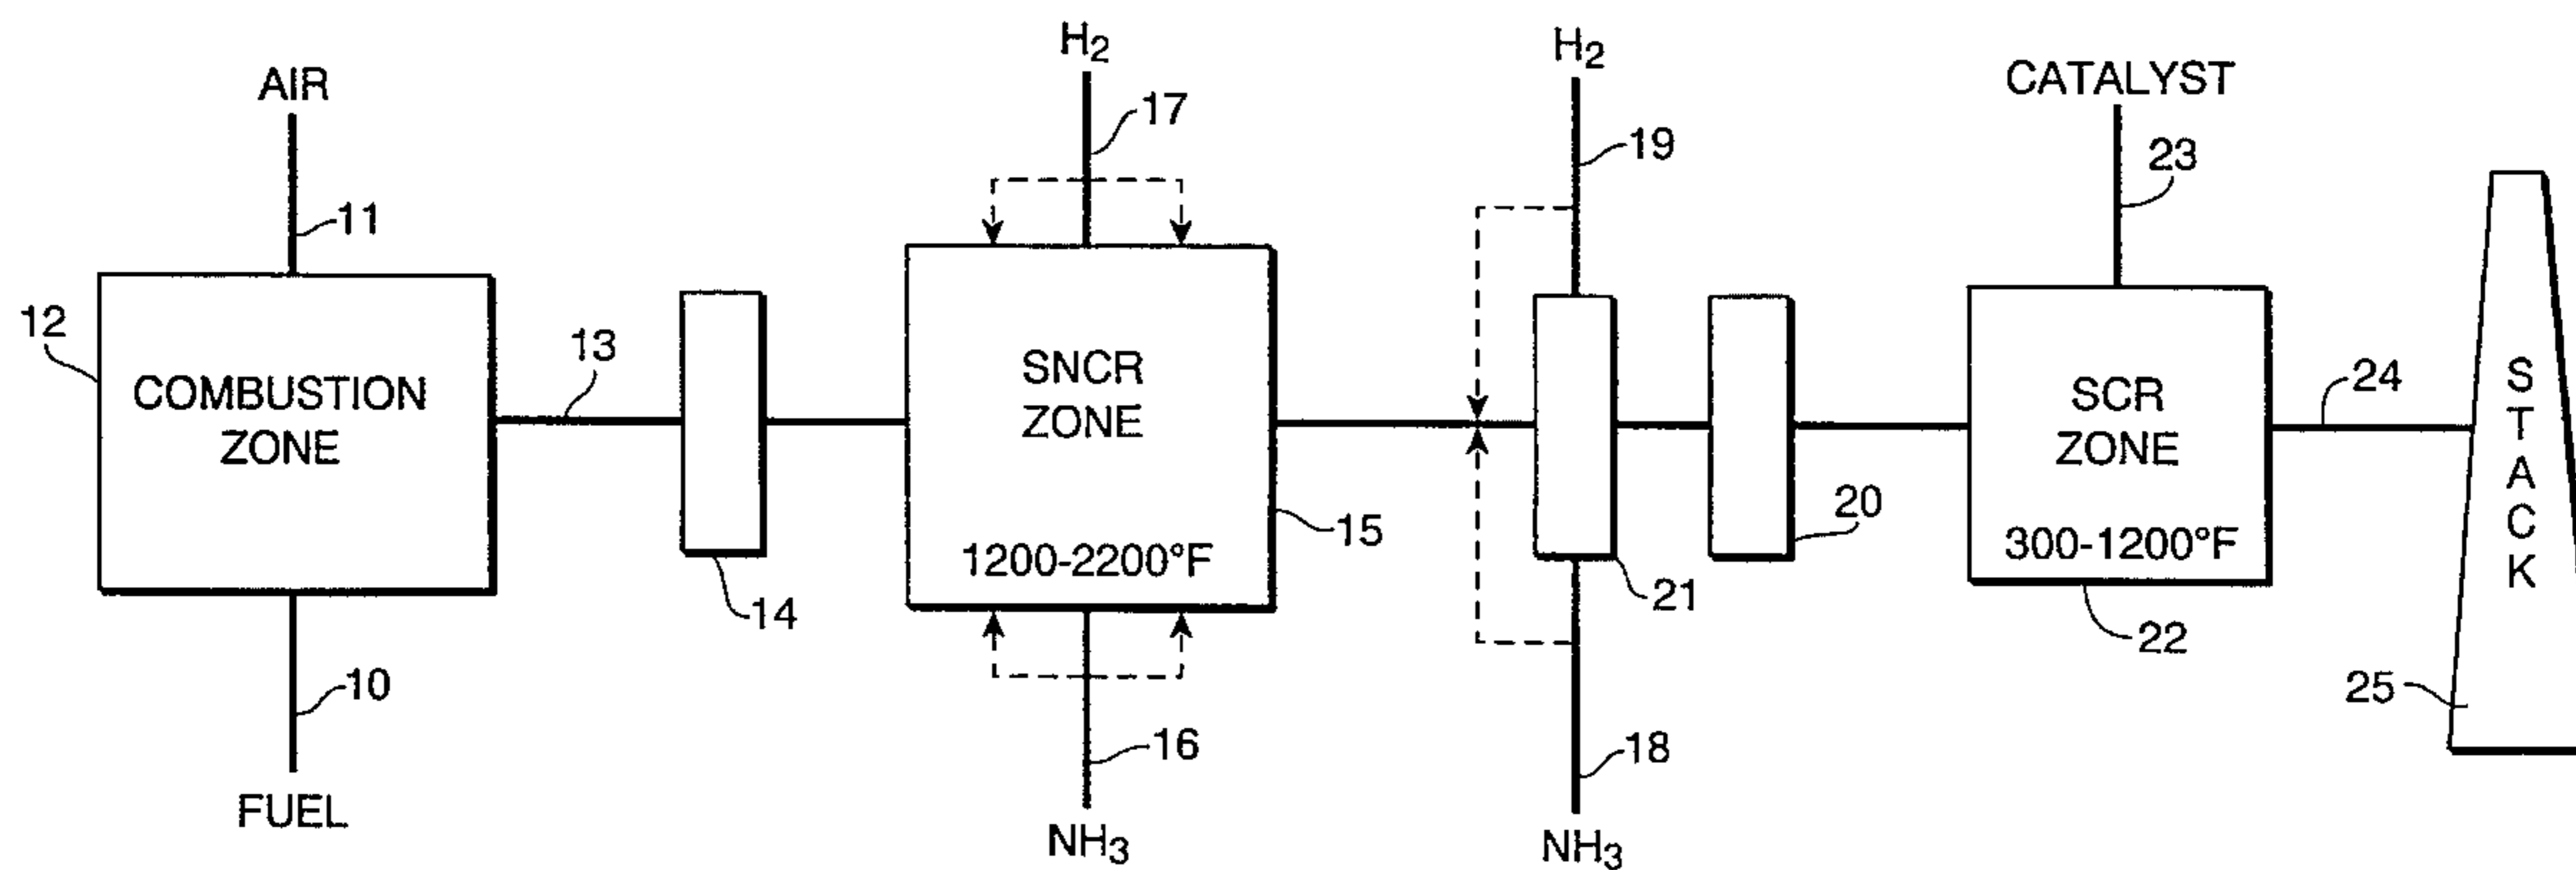 AIR
11
12
COMBUSTION
ZONE
10
FUEL
13
14
H2
17
SNCR
ZONE
1200-2200°F
15
16
NH3
H2
19
21
20
18
NH3
CATALYST
23
SCR
ZONE
300-1200°F
22
24
STACK
25